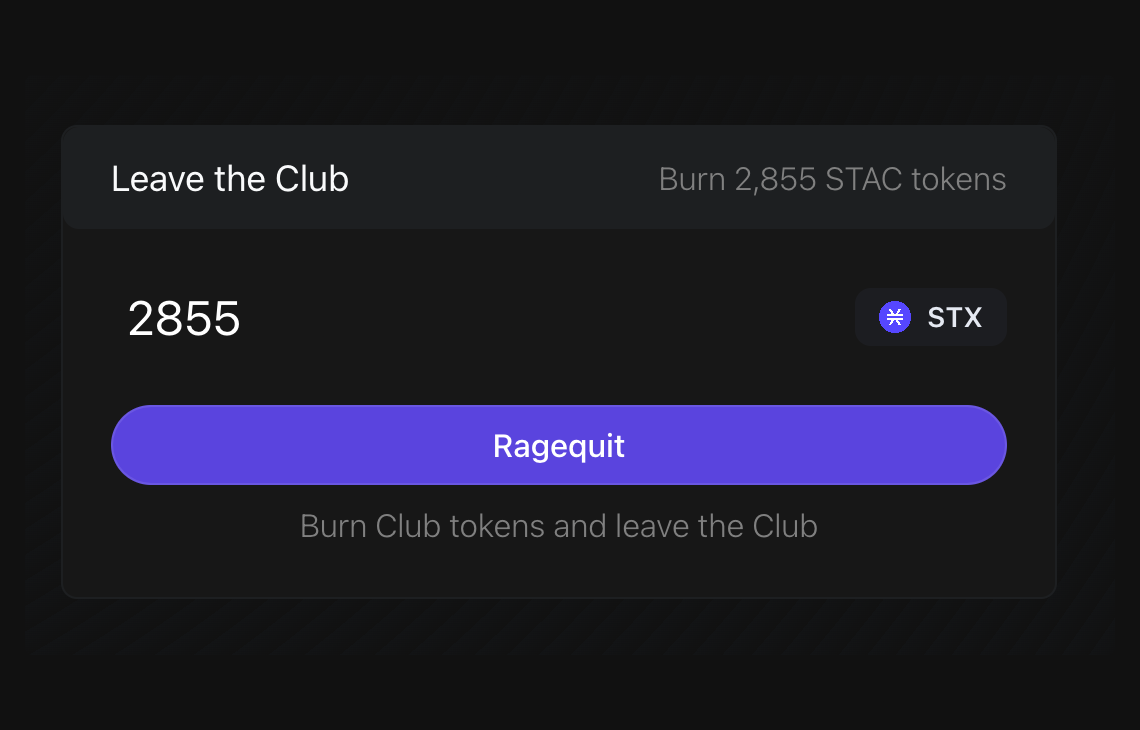 Leave the Club
Burn 2,855 STAC tokens
2855
STX
Ragequit
Burn Club tokens and leave the Club